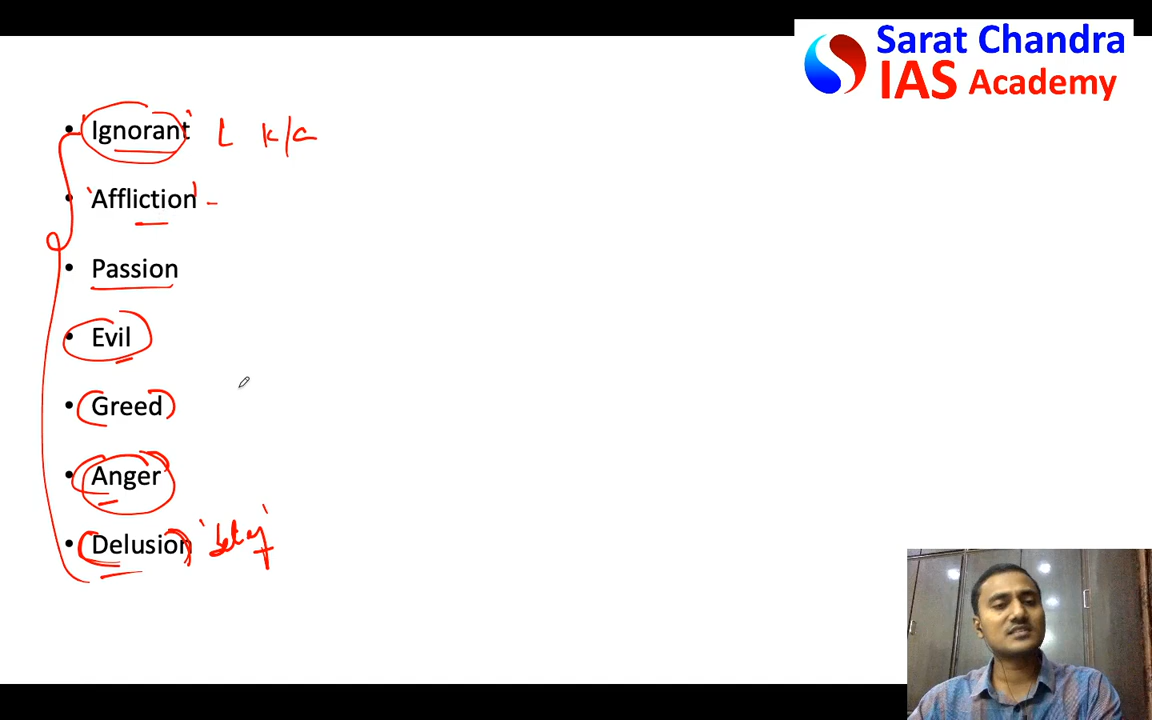 Sarat Chandra
IAS Academy
• Ignorant L K/C
• Affliction -
• Passion
• Evil
• Greed
• Anger
• Delusion